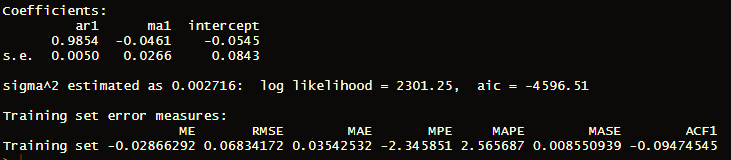 Coefficients:
ar1 ma1 intercept
0.9854 -0.0461 -0.0545
s.e. 0.0050 0.0266 0.0843
sigma^2 estimated as 0.002716: log likelihood = 2301.25, aic = -4596.51
Training set error measures:
ME RMSE MAE MPE MAPE MASE ACF1
Training set -0.02866292 0.06834172 0.03542532 -2.345851 2.565687 0.008550939 -0.09474545